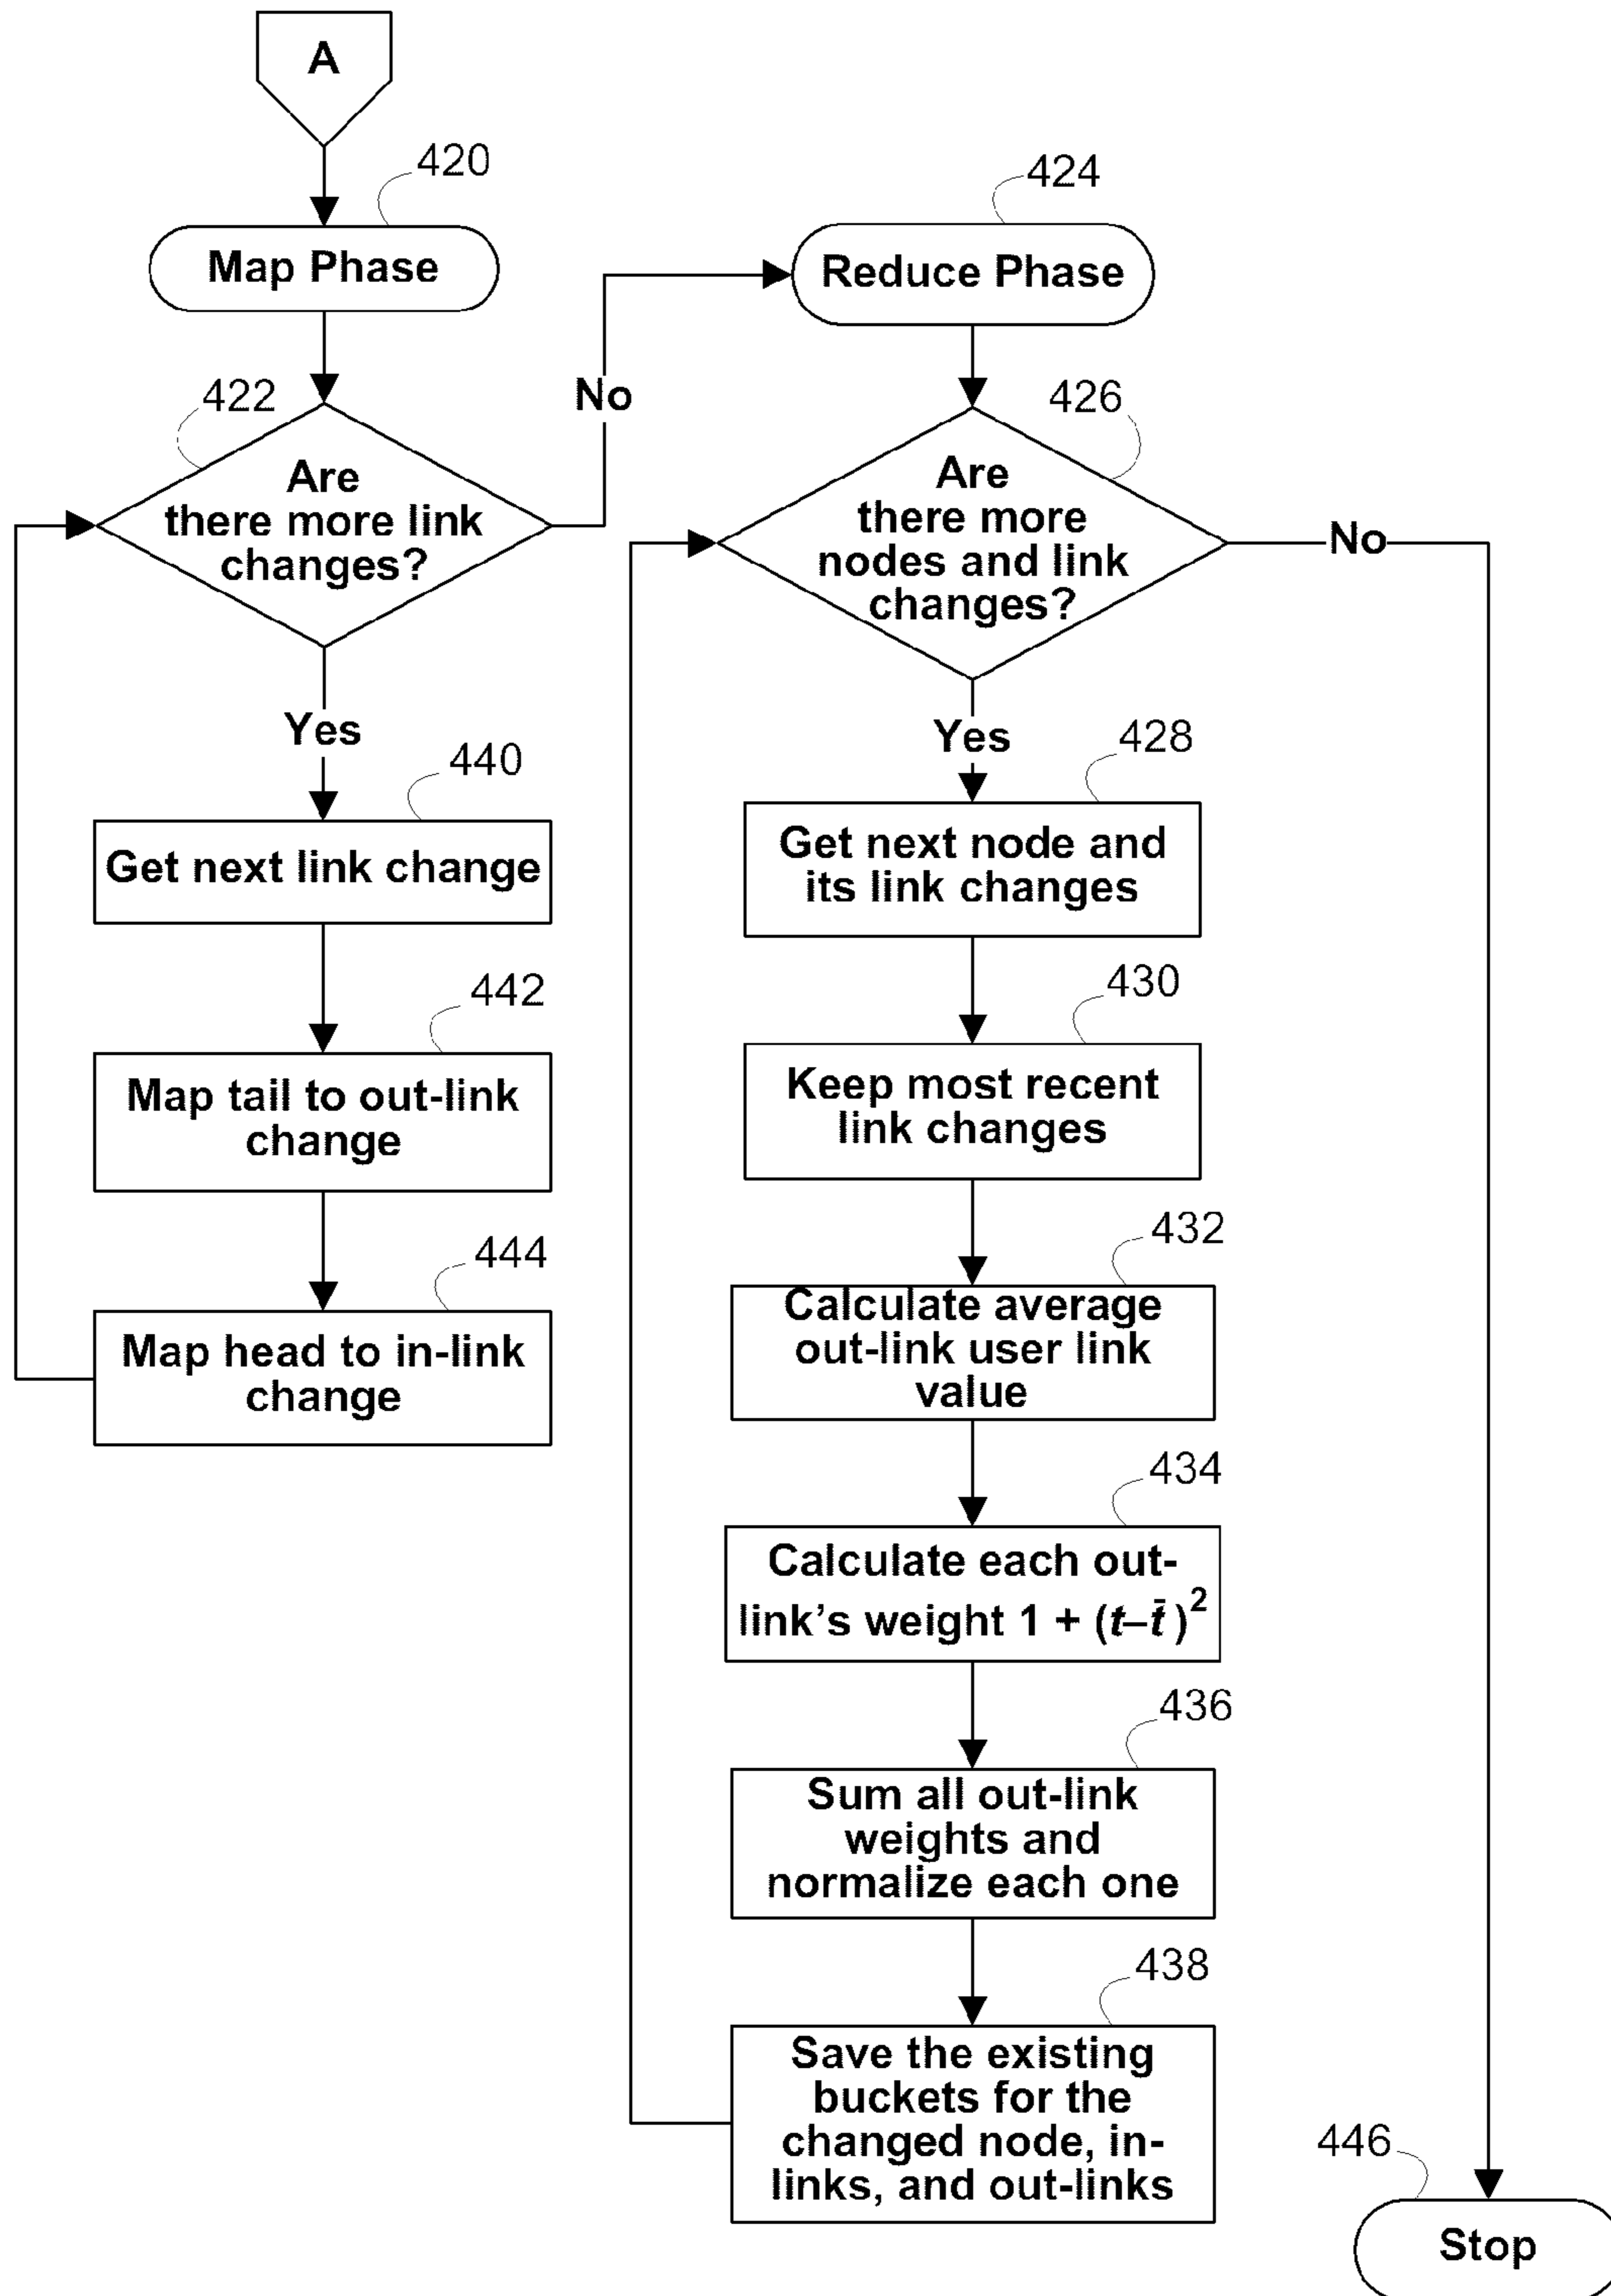 A
420
Map Phase
422
Are
there more link
changes?
No
Yes
440
Get next link change
442
Map tail to out-link
change
444
Map head to in-link
change
424
Reduce Phase
426
Are
there more
nodes and link
changes?
No
Yes
428
Get next node and
its link changes
430
Keep most recent
link changes
432
Calculate average
out-link user link
value
434
Calculate each out-
link's weight 1 + (t–t̄)²
436
Sum all out-link
weights and
normalize each one
438
Save the existing
buckets for the
changed node, in-
links, and out-links
446
Stop